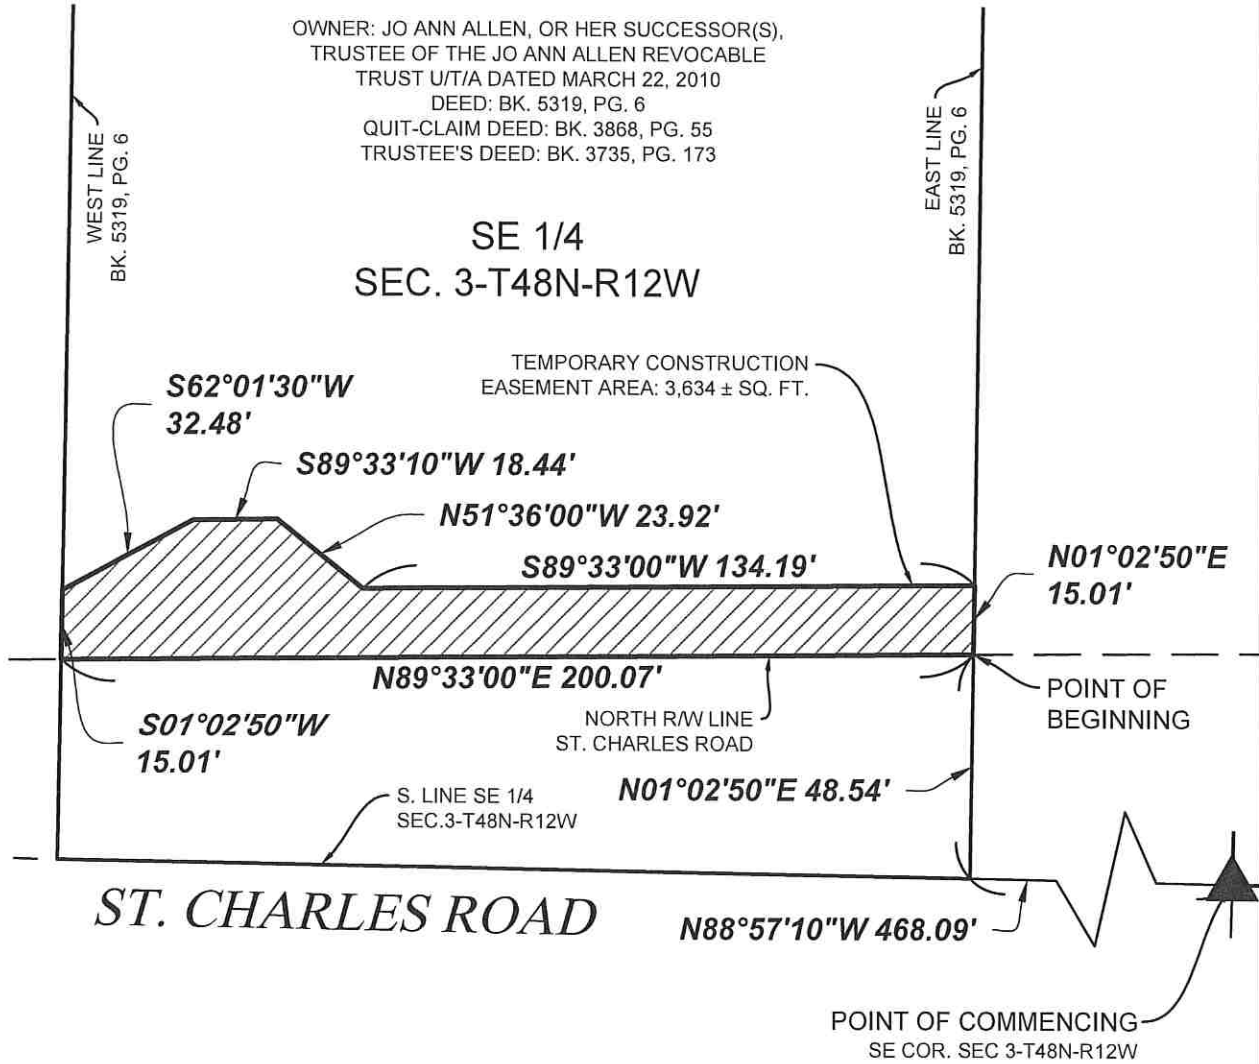 OWNER: JO ANN ALLEN, OR HER SUCCESSOR(S),
TRUSTEE OF THE JO ANN ALLEN REVOCABLE
TRUST U/T/A DATED MARCH 22, 2010
DEED: BK. 5319, PG. 6
QUIT-CLAIM DEED: BK. 3868, PG. 55
TRUSTEE'S DEED: BK. 3735, PG. 173
WEST LINE
BK. 5319, PG. 6
EAST LINE
BK. 5319, PG. 6
SE 1/4
SEC. 3-T48N-R12W
TEMPORARY CONSTRUCTION
EASEMENT AREA: 3,634 ± SQ. FT.
S62°01'30"W
32.48'
S89°33'10"W 18.44'
N51°36'00"W 23.92'
S89°33'00"W 134.19'
N01°02'50"E
15.01'
N89°33'00"E 200.07'
POINT OF
BEGINNING
S01°02'50"W
15.01'
NORTH R/W LINE
ST. CHARLES ROAD
N01°02'50"E 48.54'
S. LINE SE 1/4
SEC.3-T48N-R12W
ST. CHARLES ROAD
N88°57'10"W 468.09'
POINT OF COMMENCING
SE COR. SEC 3-T48N-R12W